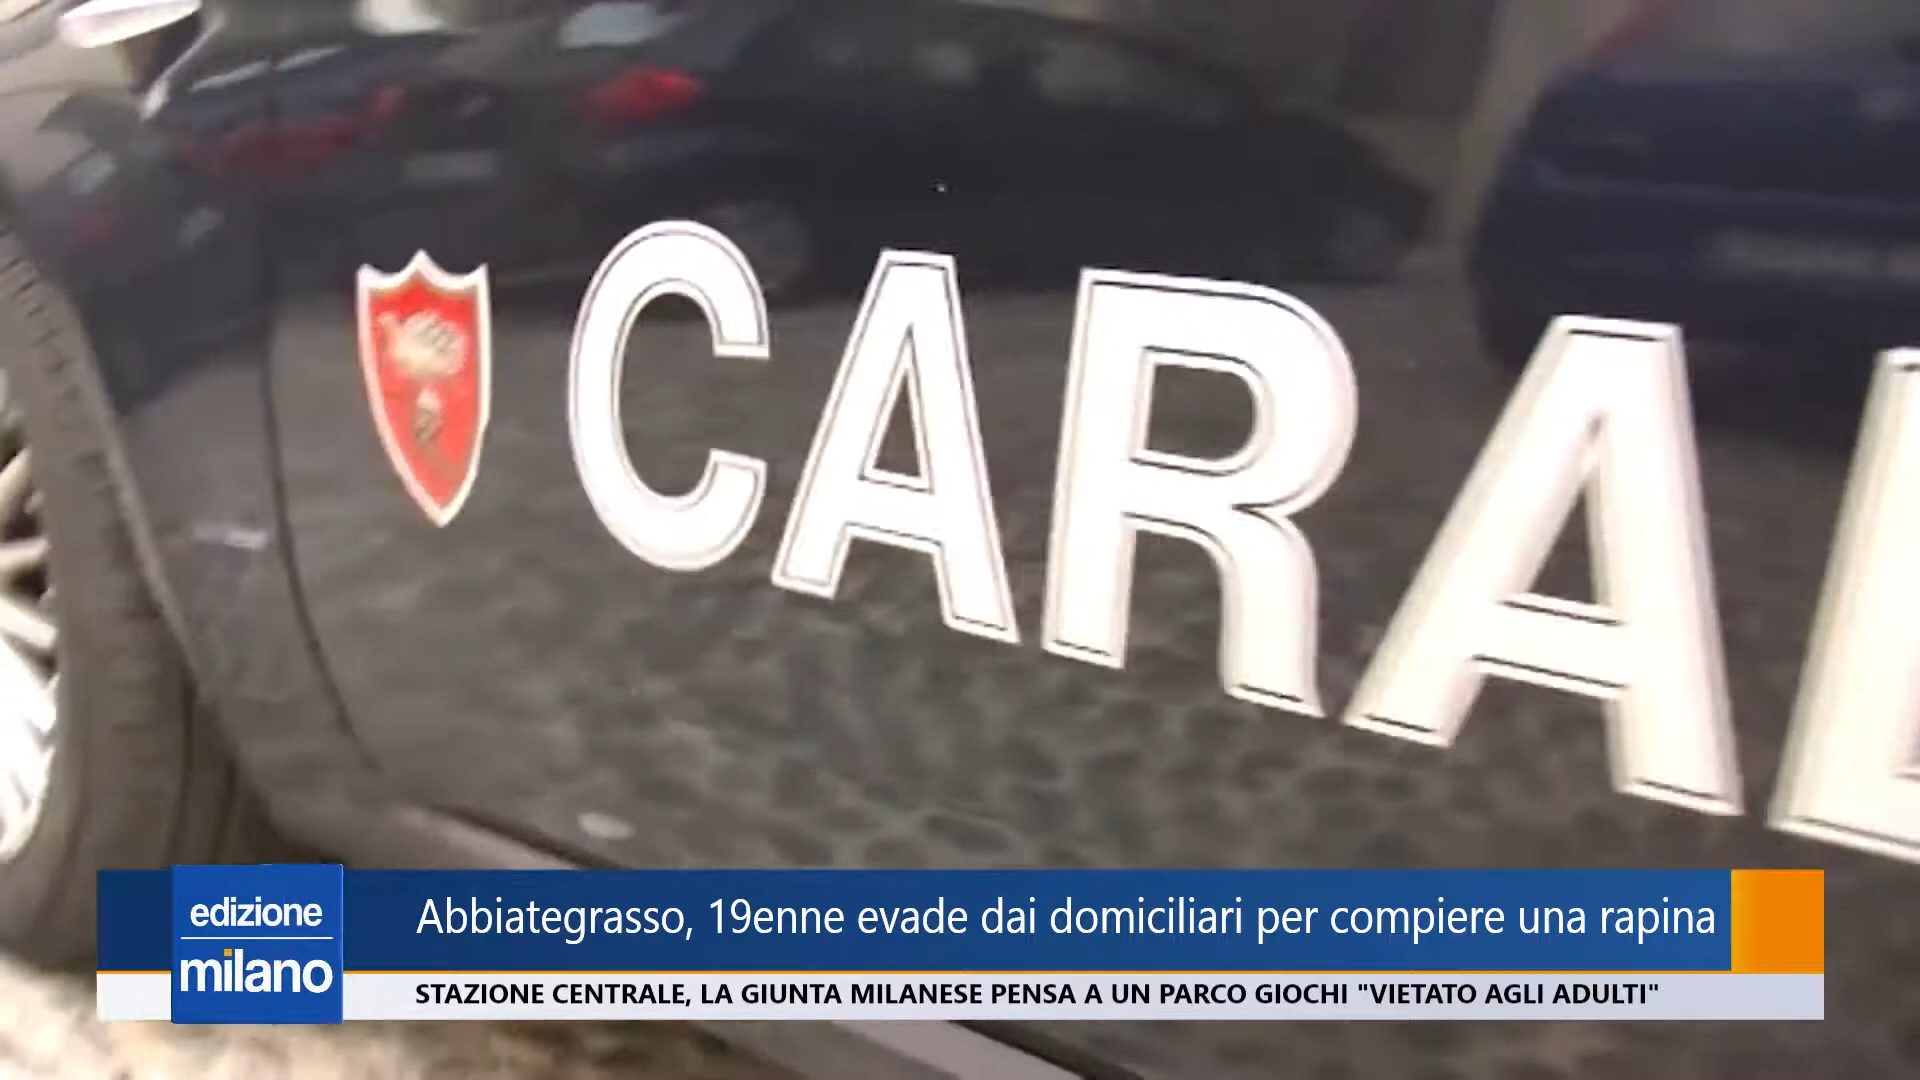 CARA
edizione
milano
Abbiategrasso, 19enne evade dai domiciliari per compiere una rapina
STAZIONE CENTRALE, LA GIUNTA MILANESE PENSA A UN PARCO GIOCHI "VIETATO AGLI ADULTI"